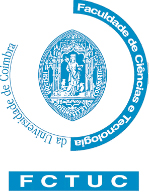 Faculdade de Ciências e Tecnologia
da Universidade de Coimbra
FCTUC